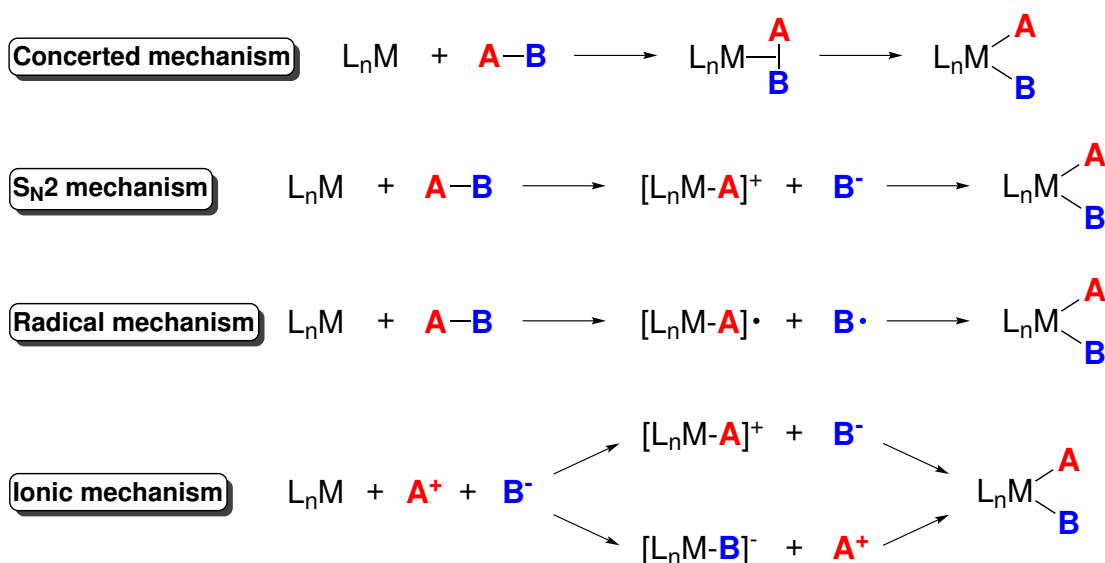 Concerted mechanism LnM + A–B LnM A B LnM A B
SN2 mechanism LnM + A–B [LnM-A]+ + B- LnM A B
Radical mechanism LnM + A–B [LnM-A]• + B• LnM A B
[LnM-A]+ + B-
Ionic mechanism LnM + A+ + B- LnM A B
[LnM-B]- + A+